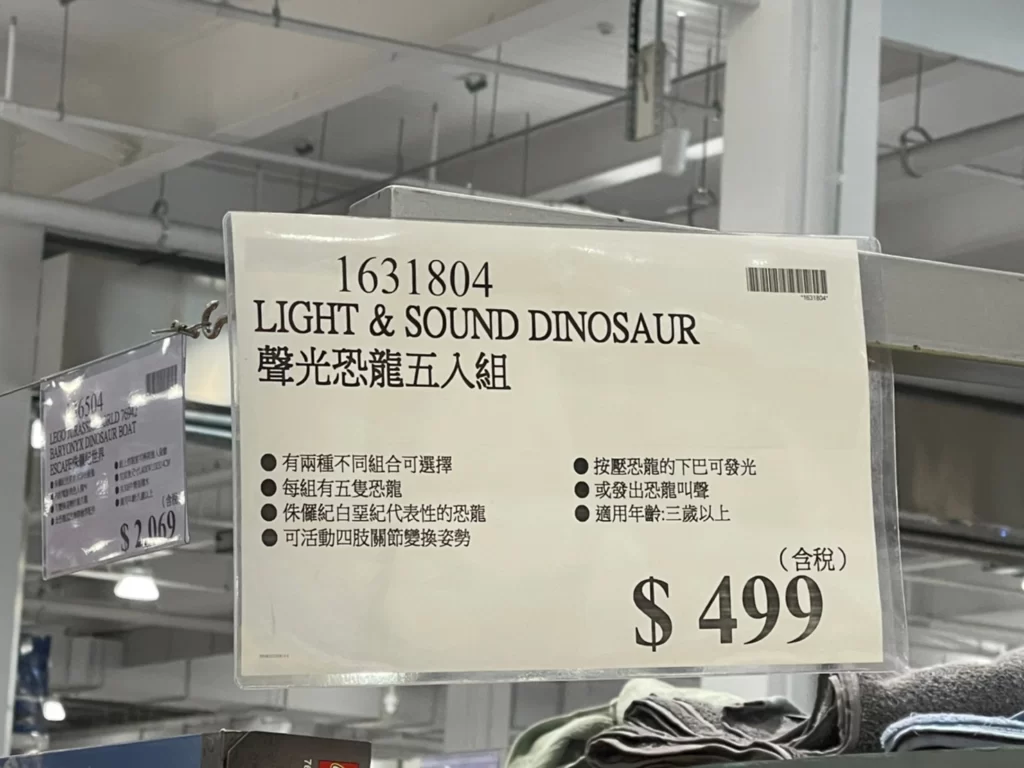 1631804
LIGHT & SOUND DINOSAUR
聲光恐龍五入組
*1631804*
● 有兩種不同組合可選擇
● 每組有五隻恐龍
● 侏儸紀白堊紀代表性的恐龍
● 可活動四肢關節變換姿勢
● 按壓恐龍的下巴可發光
● 或發出恐龍叫聲
● 適用年齡:三歲以上
(含稅)
$ 499
6504
LEGO
BARYONYX DINOSAUR BOAT
ESCAPE
$ 2,069